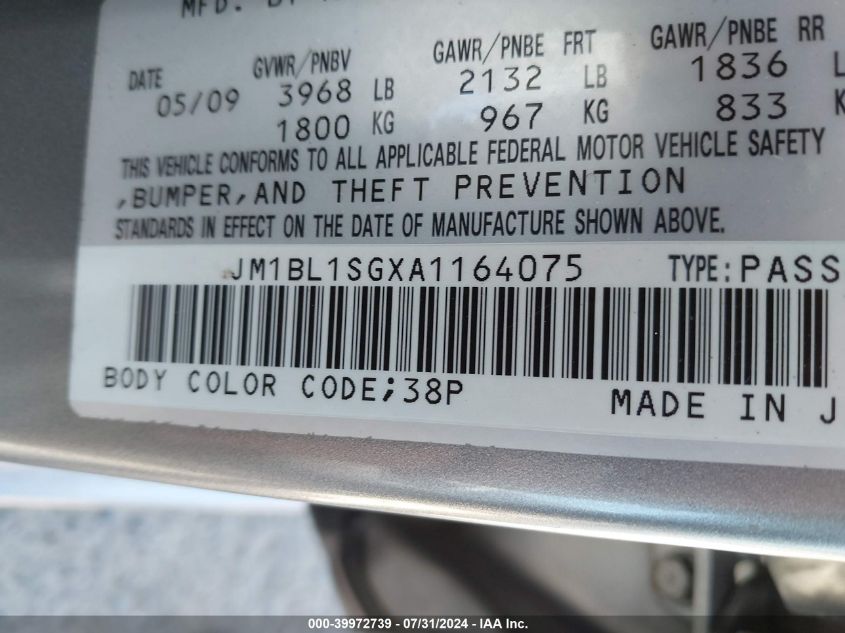 MFD. BY
DATE GVWR/PNBV GAWR/PNBE FRT GAWR/PNBE RR
05/09 3968 LB 2132 LB 1836 L
1800 KG 967 KG 833 K
THIS VEHICLE CONFORMS TO ALL APPLICABLE FEDERAL MOTOR VEHICLE SAFETY
,BUMPER,AND THEFT PREVENTION
STANDARDS IN EFFECT ON THE DATE OF MANUFACTURE SHOWN ABOVE.
JM1BL1SGXA1164075 TYPE:PASS
BODY COLOR CODE;38P MADE IN J
000-39972739 / 07/31/2024 - IAA Inc.